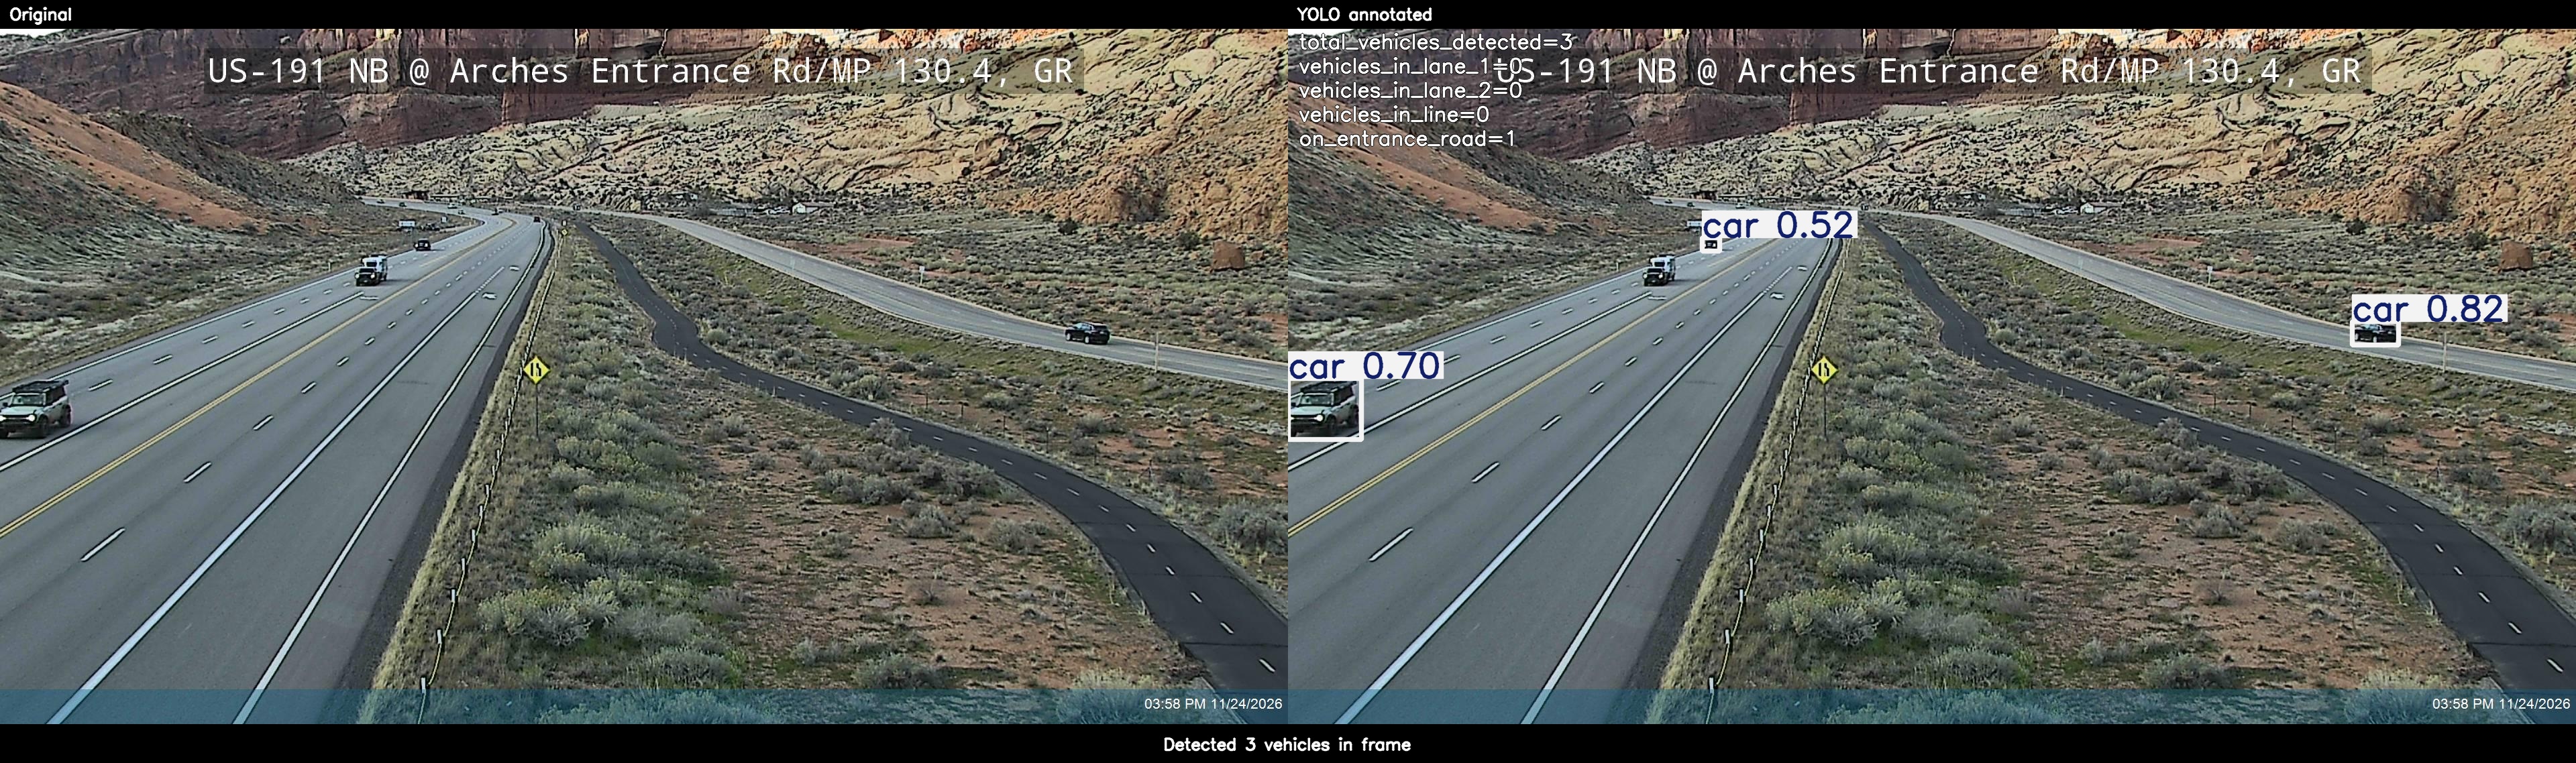 Original
US-191 NB @ Arches Entrance Rd/MP 130.4, GR
03:58 PM 11/24/2026
YOLO annotated
total_vehicles_detected=3
vehicles_in_lane_1=0
US-191 NB @ Arches Entrance Rd/MP 130.4, GR
vehicles_in_lane_2=0
vehicles_in_line=0
on_entrance_road=1
car 0.52
car 0.82
car 0.70
03:58 PM 11/24/2026
Detected 3 vehicles in frame